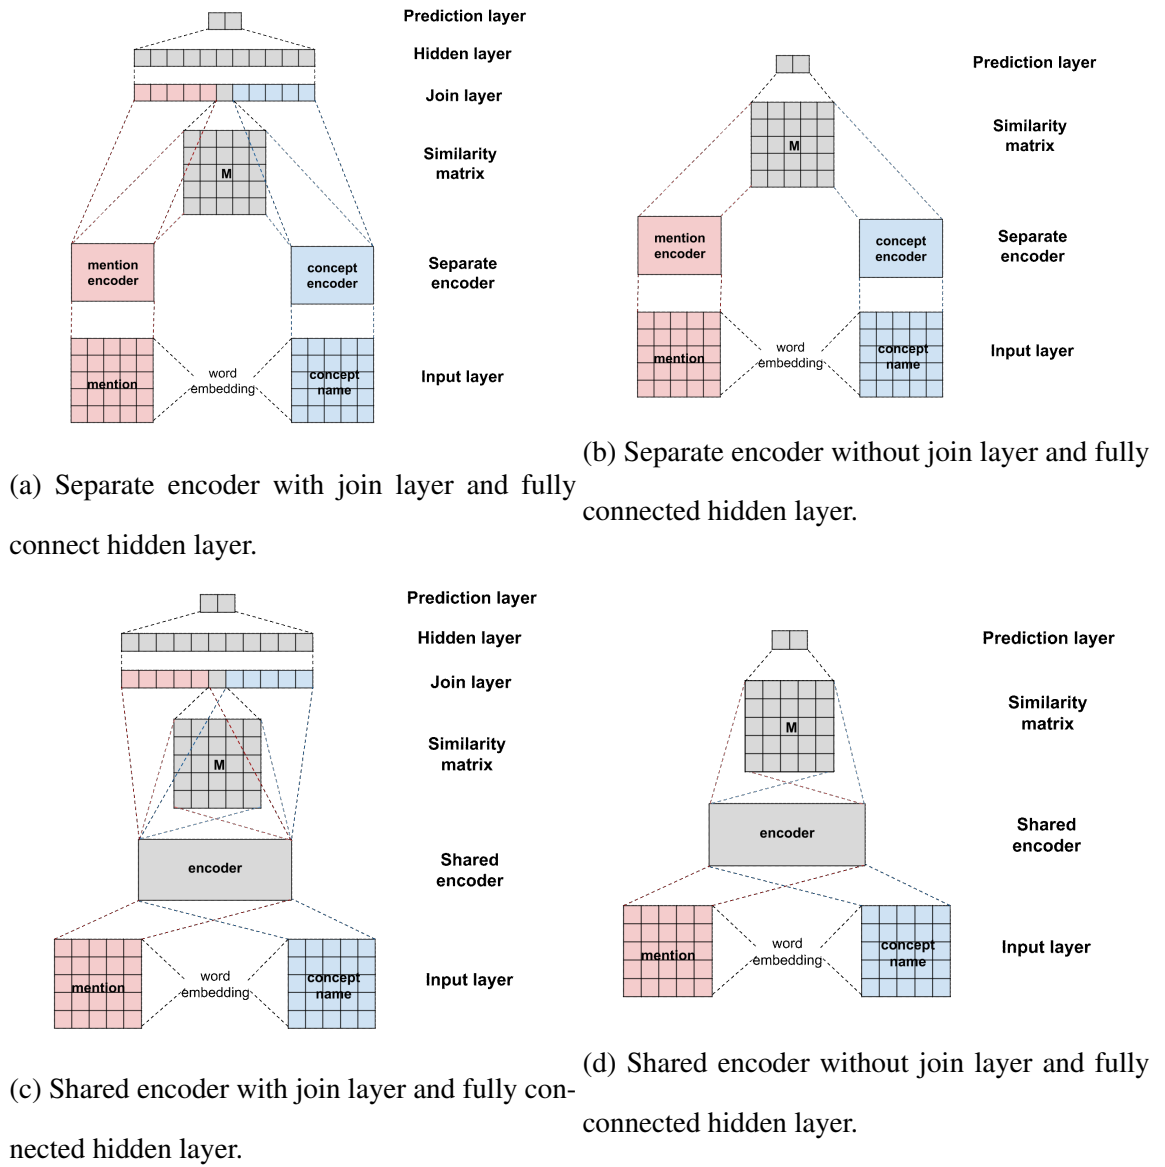 Prediction layer
Hidden layer
Join layer
Similarity
matrix
M
mention
encoder
concept
encoder
Separate
encoder
mention
word
embedding
concept
name
Input layer
(a) Separate encoder with join layer and fully
connect hidden layer.
Prediction layer
Similarity
matrix
M
mention
encoder
concept
encoder
Separate
encoder
mention
word
embedding
concept
name
Input layer
(b) Separate encoder without join layer and fully
connected hidden layer.
Prediction layer
Hidden layer
Join layer
Similarity
matrix
M
encoder
Shared
encoder
mention
word
embedding
concept
name
Input layer
(c) Shared encoder with join layer and fully con-
nected hidden layer.
Prediction layer
Similarity
matrix
M
encoder
Shared
encoder
mention
word
embedding
concept
name
Input layer
(d) Shared encoder without join layer and fully
connected hidden layer.